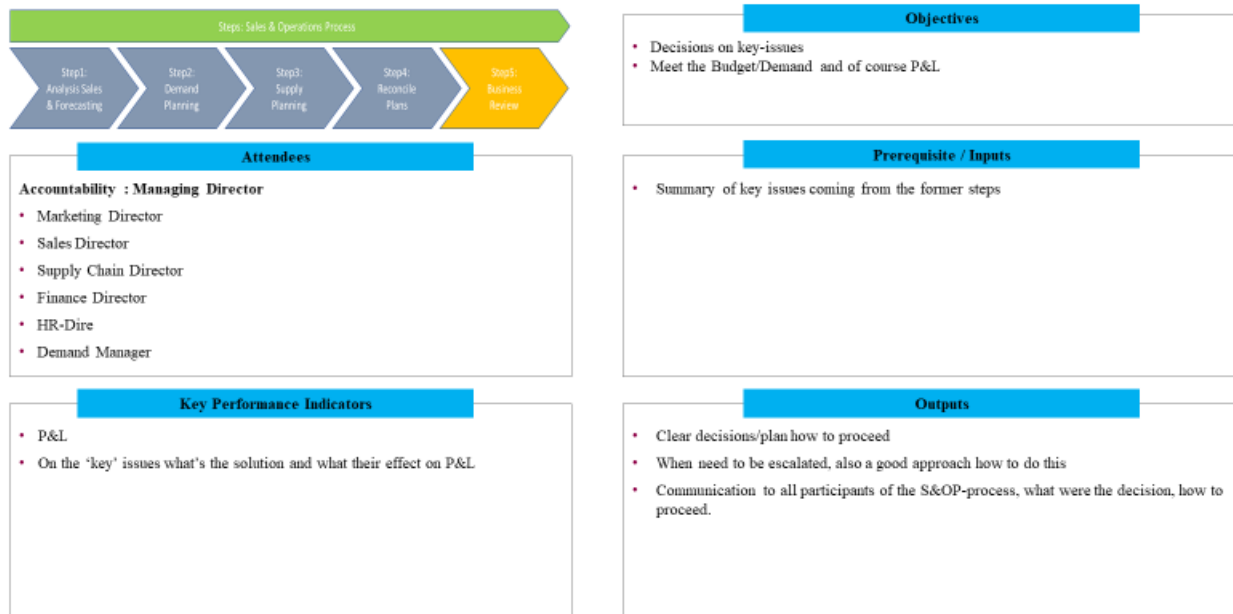 Steps: Sales & Operations Process
Step1:
Analysis Sales
& Forecasting
Step2:
Demand
Planning
Step3:
Supply
Planning
Step4:
Reconcile
Plans
Step5:
Business
Review
Objectives
• Decisions on key-issues
• Meet the Budget/Demand and of course P&L
Attendees
Accountability : Managing Director
• Marketing Director
• Sales Director
• Supply Chain Director
• Finance Director
• HR-Dire
• Demand Manager
Prerequisite / Inputs
• Summary of key issues coming from the former steps
Key Performance Indicators
• P&L
• On the ‘key’ issues what’s the solution and what their effect on P&L
Outputs
• Clear decisions/plan how to proceed
• When need to be escalated, also a good approach how to do this
• Communication to all participants of the S&OP-process, what were the decision, how to
proceed.